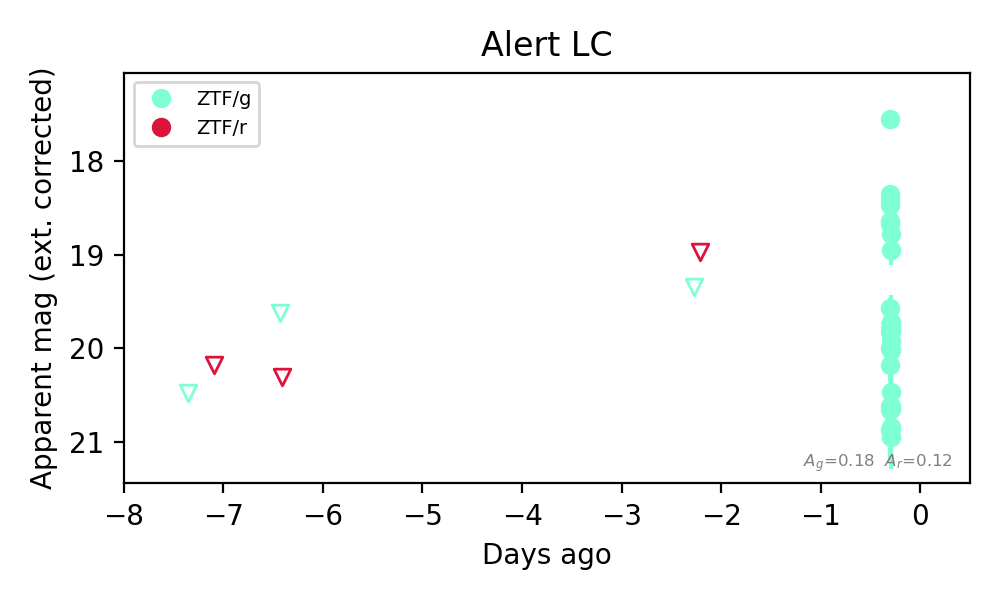 Alert LC
ZTF/g
ZTF/r
Apparent mag (ext. corrected)
18
19
20
21
A_g=0.18 A_r=0.12
−8 −7 −6 −5 −4 −3 −2 −1 0
Days ago